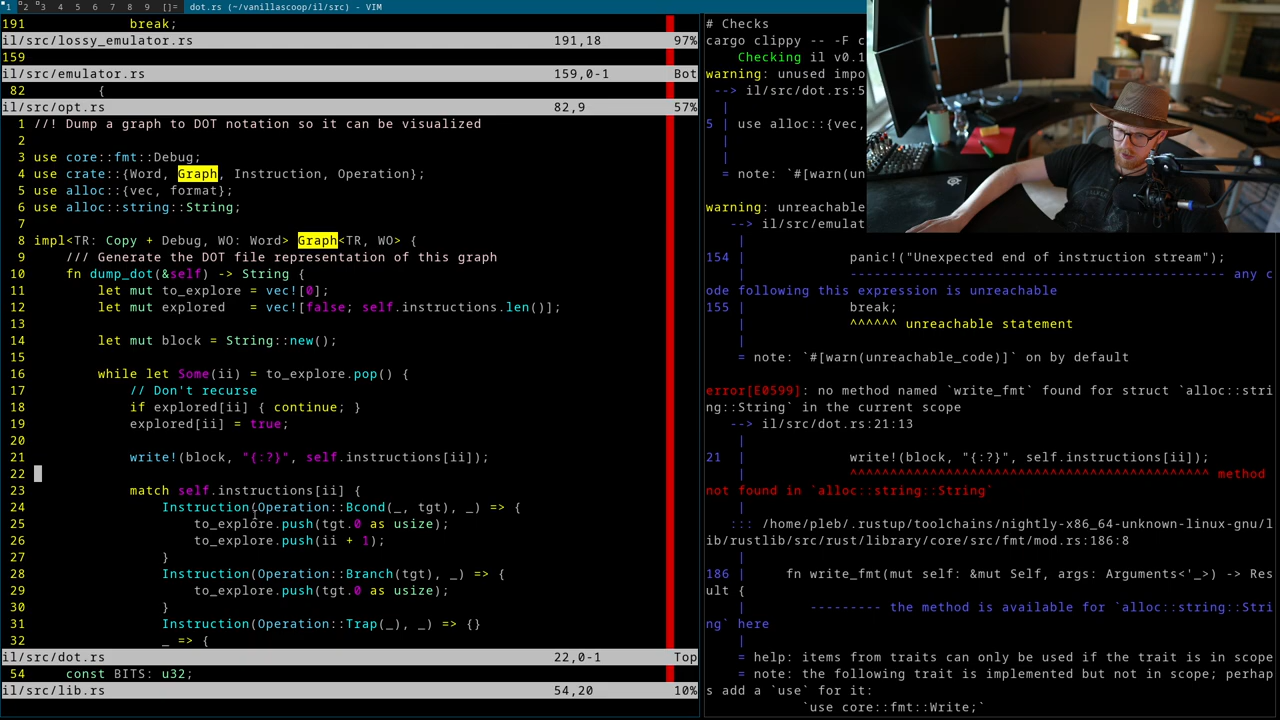 1 2 3 4 5 6 7 8 9 []= dot.rs (~/vanillascoop/il/src) - VIM
191             break;
il/src/lossy_emulator.rs 191,18 97%
159
il/src/emulator.rs 159,0-1 Bot
82         {
il/src/opt.rs 82,9 57%
1 //! Dump a graph to DOT notation so it can be visualized
2
3 use core::fmt::Debug;
4 use crate::{Word, Graph, Instruction, Operation};
5 use alloc::{vec, format};
6 use alloc::string::String;
7
8 impl<TR: Copy + Debug, WO: Word> Graph<TR, WO> {
9     /// Generate the DOT file representation of this graph
10     fn dump_dot(&self) -> String {
11         let mut to_explore = vec![0];
12         let mut explored   = vec![false; self.instructions.len()];
13
14         let mut block = String::new();
15
16         while let Some(ii) = to_explore.pop() {
17             // Don't recurse
18             if explored[ii] { continue; }
19             explored[ii] = true;
20
21             write!(block, "{:?}", self.instructions[ii]);
22
23             match self.instructions[ii] {
24                 Instruction(Operation::Bcond(_, tgt), _) => {
25                     to_explore.push(tgt.0 as usize);
26                     to_explore.push(ii + 1);
27                 }
28                 Instruction(Operation::Branch(tgt), _) => {
29                     to_explore.push(tgt.0 as usize);
30                 }
31                 Instruction(Operation::Trap(_), _) => {}
32                 _ => {
il/src/dot.rs 22,0-1 Top
54     const BITS: u32;
il/src/lib.rs 54,20 10%
# Checks
cargo clippy -- -F c
    Checking il v0.1
warning: unused impo
 --> il/src/dot.rs:5
  |
5 | use alloc::{vec,
  |
  |
  = note: `#[warn(un
warning: unreachable
   --> il/src/emulat
    |
154 |             panic!("Unexpected end of instruction stream");
    |             ----------------------------------------------- any c
ode following this expression is unreachable
155 |             break;
    |             ^^^^^^ unreachable statement
    |
    = note: `#[warn(unreachable_code)]` on by default
error[E0599]: no method named `write_fmt` found for struct `alloc::stri
ng::String` in the current scope
   --> il/src/dot.rs:21:13
    |
21  |             write!(block, "{:?}", self.instructions[ii]);
    |             ^^^^^^^^^^^^^^^^^^^^^^^^^^^^^^^^^^^^^^^^^^^^^ method
not found in `alloc::string::String`
   ::: /home/pleb/.rustup/toolchains/nightly-x86_64-unknown-linux-gnu/l
ib/rustlib/src/rust/library/core/src/fmt/mod.rs:186:8
    |
186 |     fn write_fmt(mut self: &mut Self, args: Arguments<'_>) -> Res
ult {
    |        --------- the method is available for `alloc::string::Stri
ng` here
    |
    = help: items from traits can only be used if the trait is in scope
    = note: the following trait is implemented but not in scope; perhap
s add a `use` for it:
            `use core::fmt::Write;`